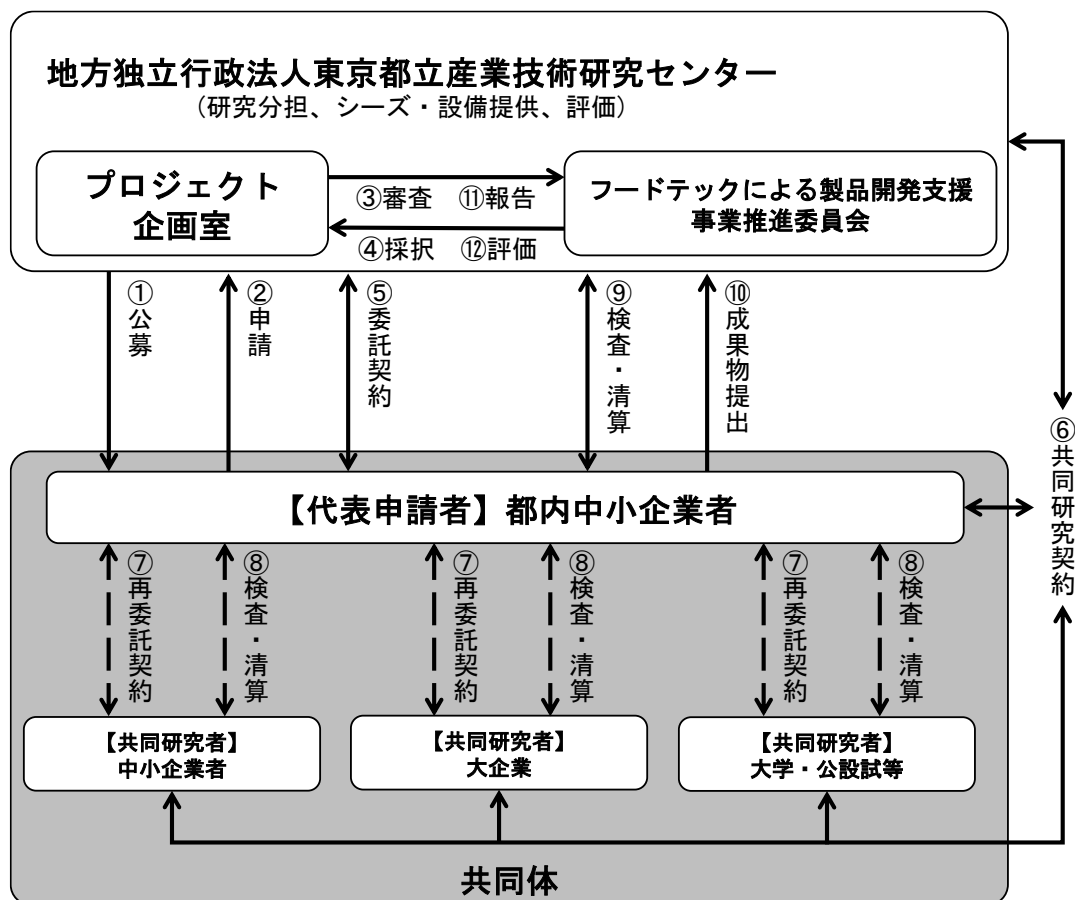 地方独立行政法人東京都立産業技術研究センター
(研究分担、シーズ・設備提供、評価)
プロジェクト
企画室
③審査 ⑪報告
④採択 ⑫評価
フードテックによる製品開発支援
事業推進委員会
①公募
②申請
⑤委託契約
⑨検査・清算
⑩成果物提出
⑥共同研究契約
【代表申請者】都内中小企業者
⑦再委託契約
⑧検査・清算
⑦再委託契約
⑧検査・清算
⑦再委託契約
⑧検査・清算
【共同研究者】
中小企業者
【共同研究者】
大企業
【共同研究者】
大学・公設試等
共同体